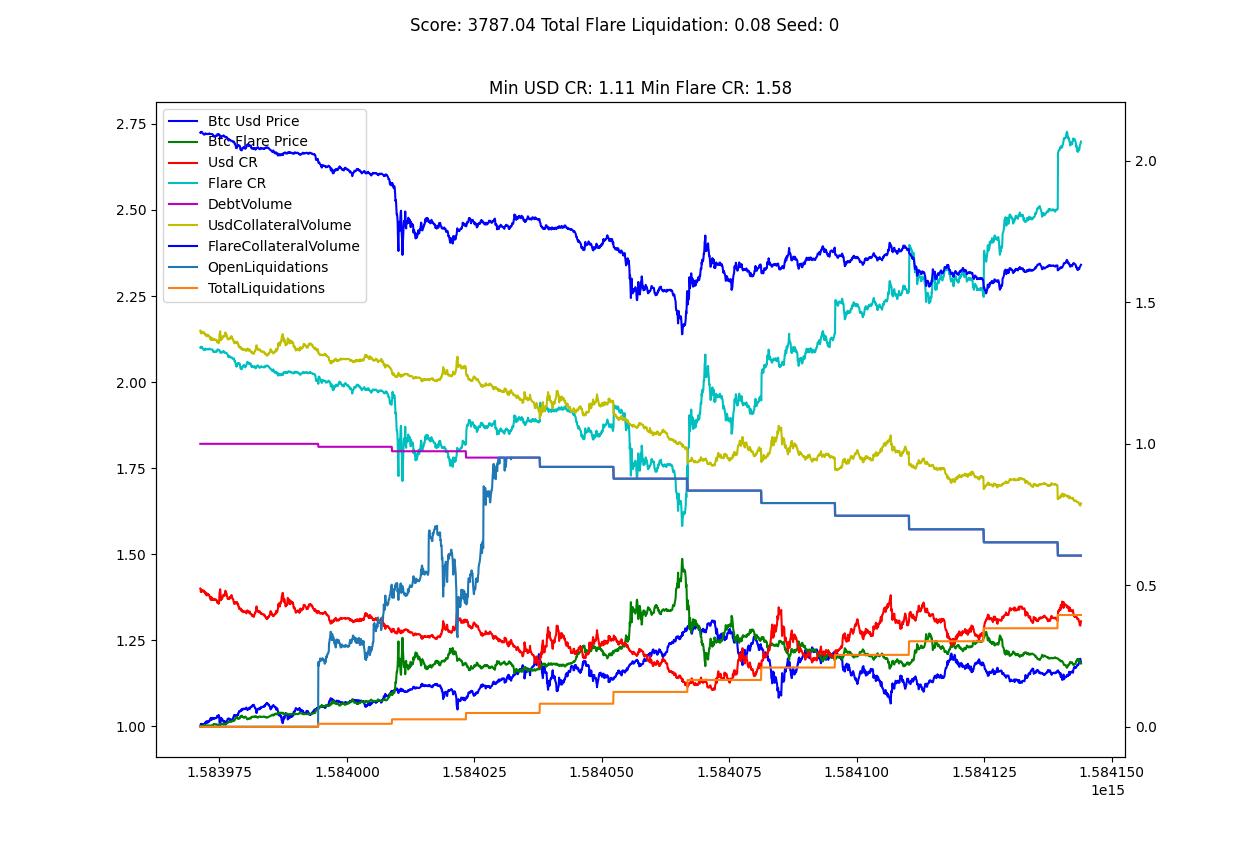 Score: 3787.04 Total Flare Liquidation: 0.08 Seed: 0
Min USD CR: 1.11 Min Flare CR: 1.58
Btc Usd Price
Btc Flare Price
Usd CR
Flare CR
DebtVolume
UsdCollateralVolume
FlareCollateralVolume
OpenLiquidations
TotalLiquidations
2.75
2.50
2.25
2.00
1.75
1.50
1.25
1.00
2.0
1.5
1.0
0.5
0.0
1.583975 1.584000 1.584025 1.584050 1.584075 1.584100 1.584125 1.584150
1e15